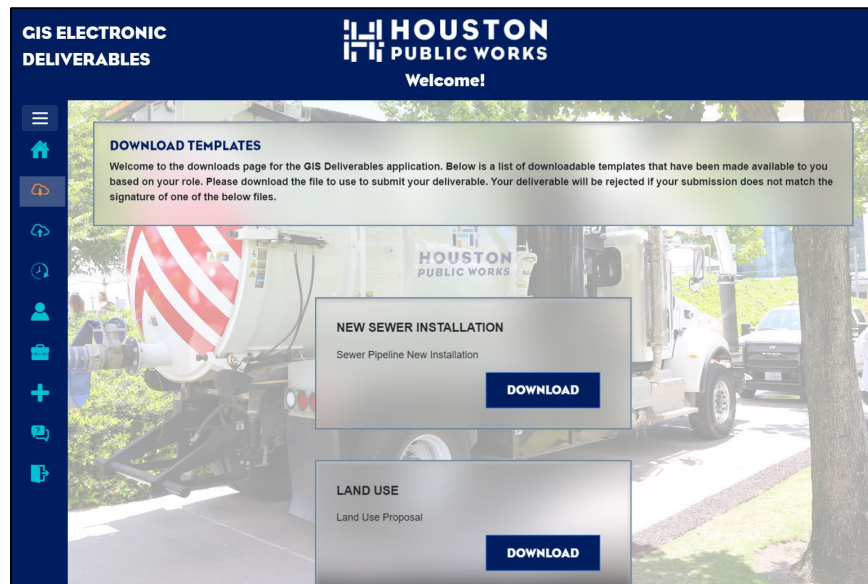 GIS ELECTRONIC
DELIVERABLES
HOUSTON
PUBLIC WORKS
Welcome!
DOWNLOAD TEMPLATES
Welcome to the downloads page for the GIS Deliverables application. Below is a list of downloadable templates that have been made available to you
based on your role. Please download the file to use to submit your deliverable. Your deliverable will be rejected if your submission does not match the
signature of one of the below files.
HOUSTON
PUBLIC WORKS
NEW SEWER INSTALLATION
Sewer Pipeline New Installation
DOWNLOAD
LAND USE
Land Use Proposal
DOWNLOAD